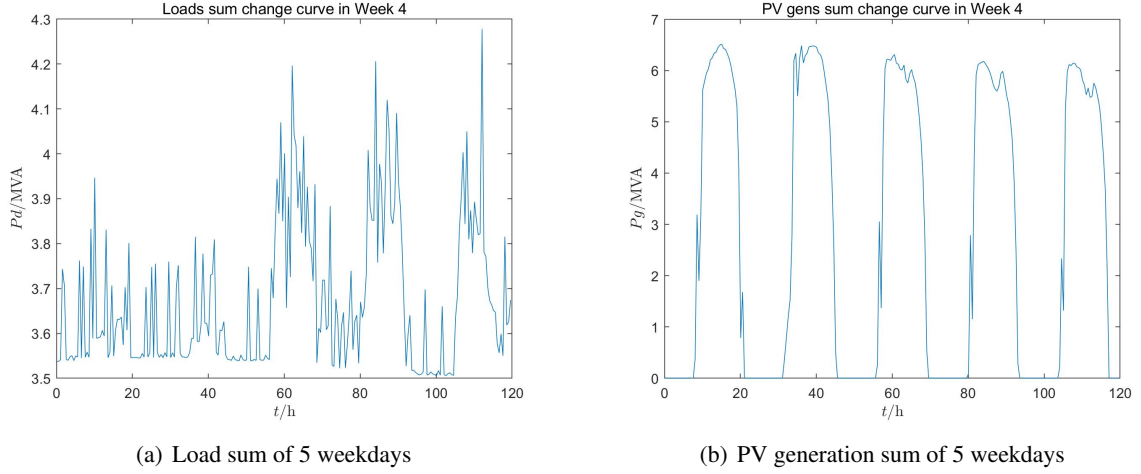 Loads sum change curve in Week 4
4.3
4.2
4.1
4
3.9
3.8
3.7
3.6
3.5
Pd/MVA
0 20 40 60 80 100 120
t/h
(a) Load sum of 5 weekdays
PV gens sum change curve in Week 4
7
6
5
4
3
2
1
0
Pg/MVA
0 20 40 60 80 100 120
t/h
(b) PV generation sum of 5 weekdays